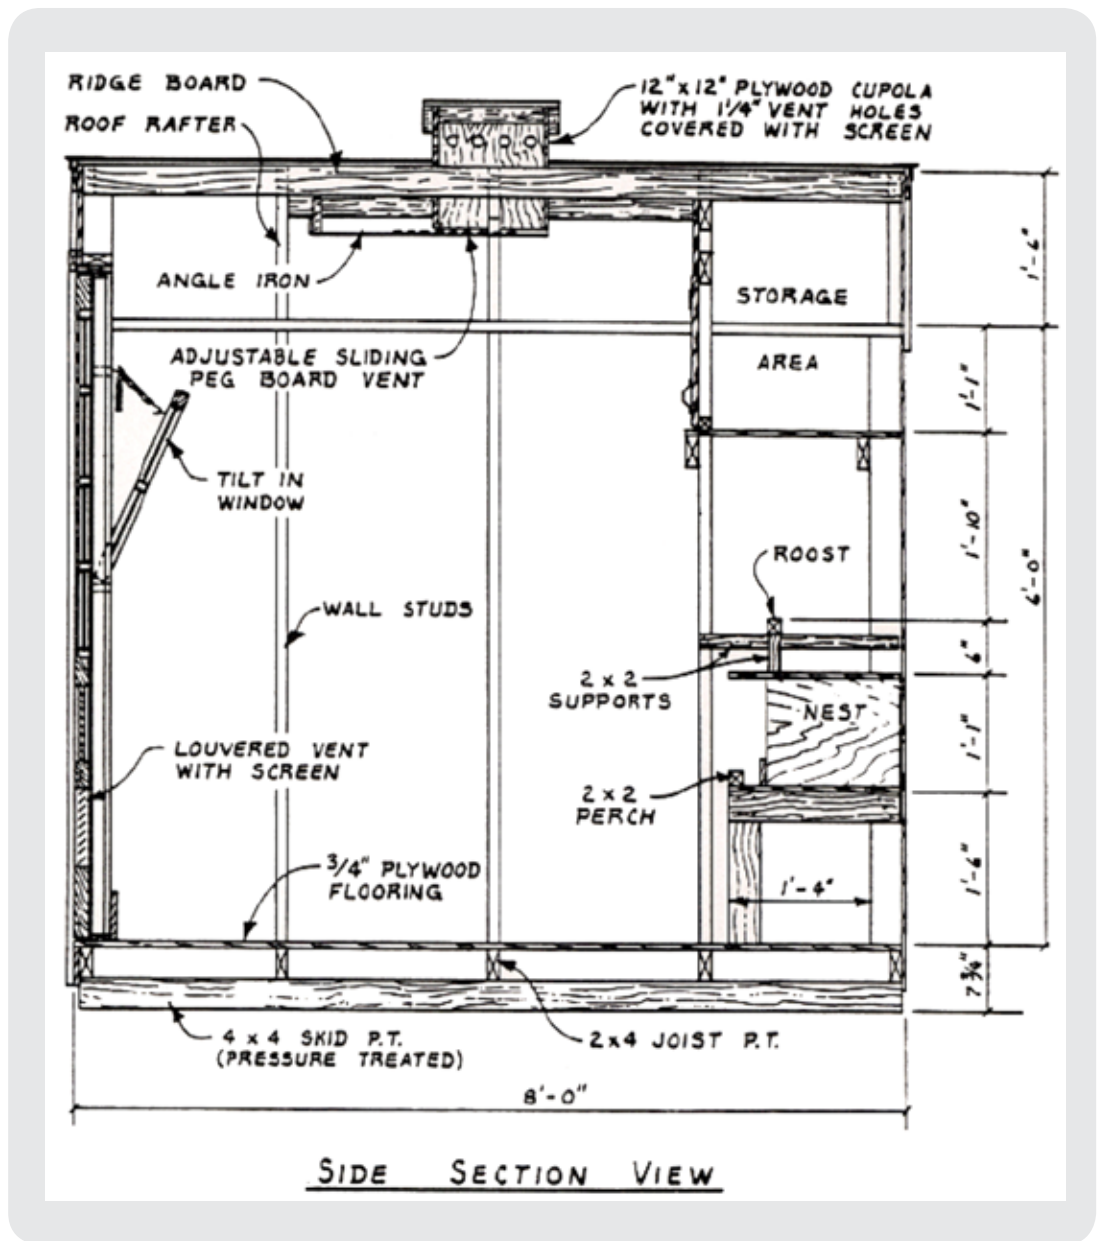 RIDGE BOARD
ROOF RAFTER
12" x 12" PLYWOOD CUPOLA
WITH 1 1/4" VENT HOLES
COVERED WITH SCREEN
ANGLE IRON
STORAGE
AREA
ADJUSTABLE SLIDING
PEG BOARD VENT
TILT IN
WINDOW
ROOST
WALL STUDS
2 x 2
SUPPORTS
NEST
LOUVERED VENT
WITH SCREEN
2 x 2
PERCH
3/4" PLYWOOD
FLOORING
1'-4"
1'-6"
1'-1"
1'-10"
6'-0"
6"
1'-1"
1'-6"
7 3/4"
4 x 4 SKID P.T.
(PRESSURE TREATED)
2x4 JOIST P.T.
8'-0"
SIDE SECTION VIEW